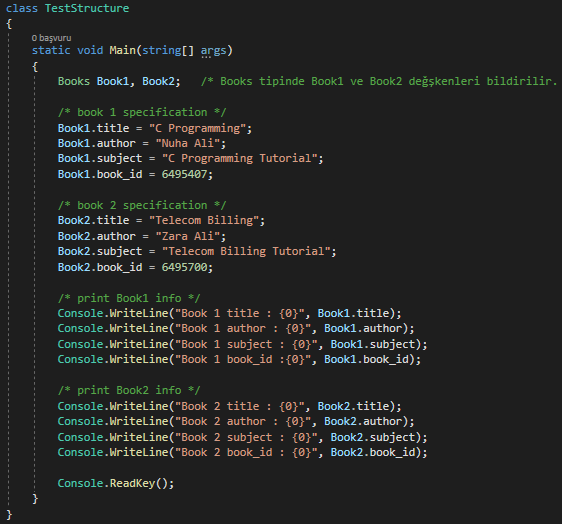 class TestStructure
{
0 başvuru
static void Main(string[] args)
{
Books Book1, Book2;   /* Books tipinde Book1 ve Book2 değşkenleri bildirilir.
/* book 1 specification */
Book1.title = "C Programming";
Book1.author = "Nuha Ali";
Book1.subject = "C Programming Tutorial";
Book1.book_id = 6495407;
/* book 2 specification */
Book2.title = "Telecom Billing";
Book2.author = "Zara Ali";
Book2.subject = "Telecom Billing Tutorial";
Book2.book_id = 6495700;
/* print Book1 info */
Console.WriteLine("Book 1 title : {0}", Book1.title);
Console.WriteLine("Book 1 author : {0}", Book1.author);
Console.WriteLine("Book 1 subject : {0}", Book1.subject);
Console.WriteLine("Book 1 book_id :{0}", Book1.book_id);
/* print Book2 info */
Console.WriteLine("Book 2 title : {0}", Book2.title);
Console.WriteLine("Book 2 author : {0}", Book2.author);
Console.WriteLine("Book 2 subject : {0}", Book2.subject);
Console.WriteLine("Book 2 book_id : {0}", Book2.book_id);
Console.ReadKey();
}
}